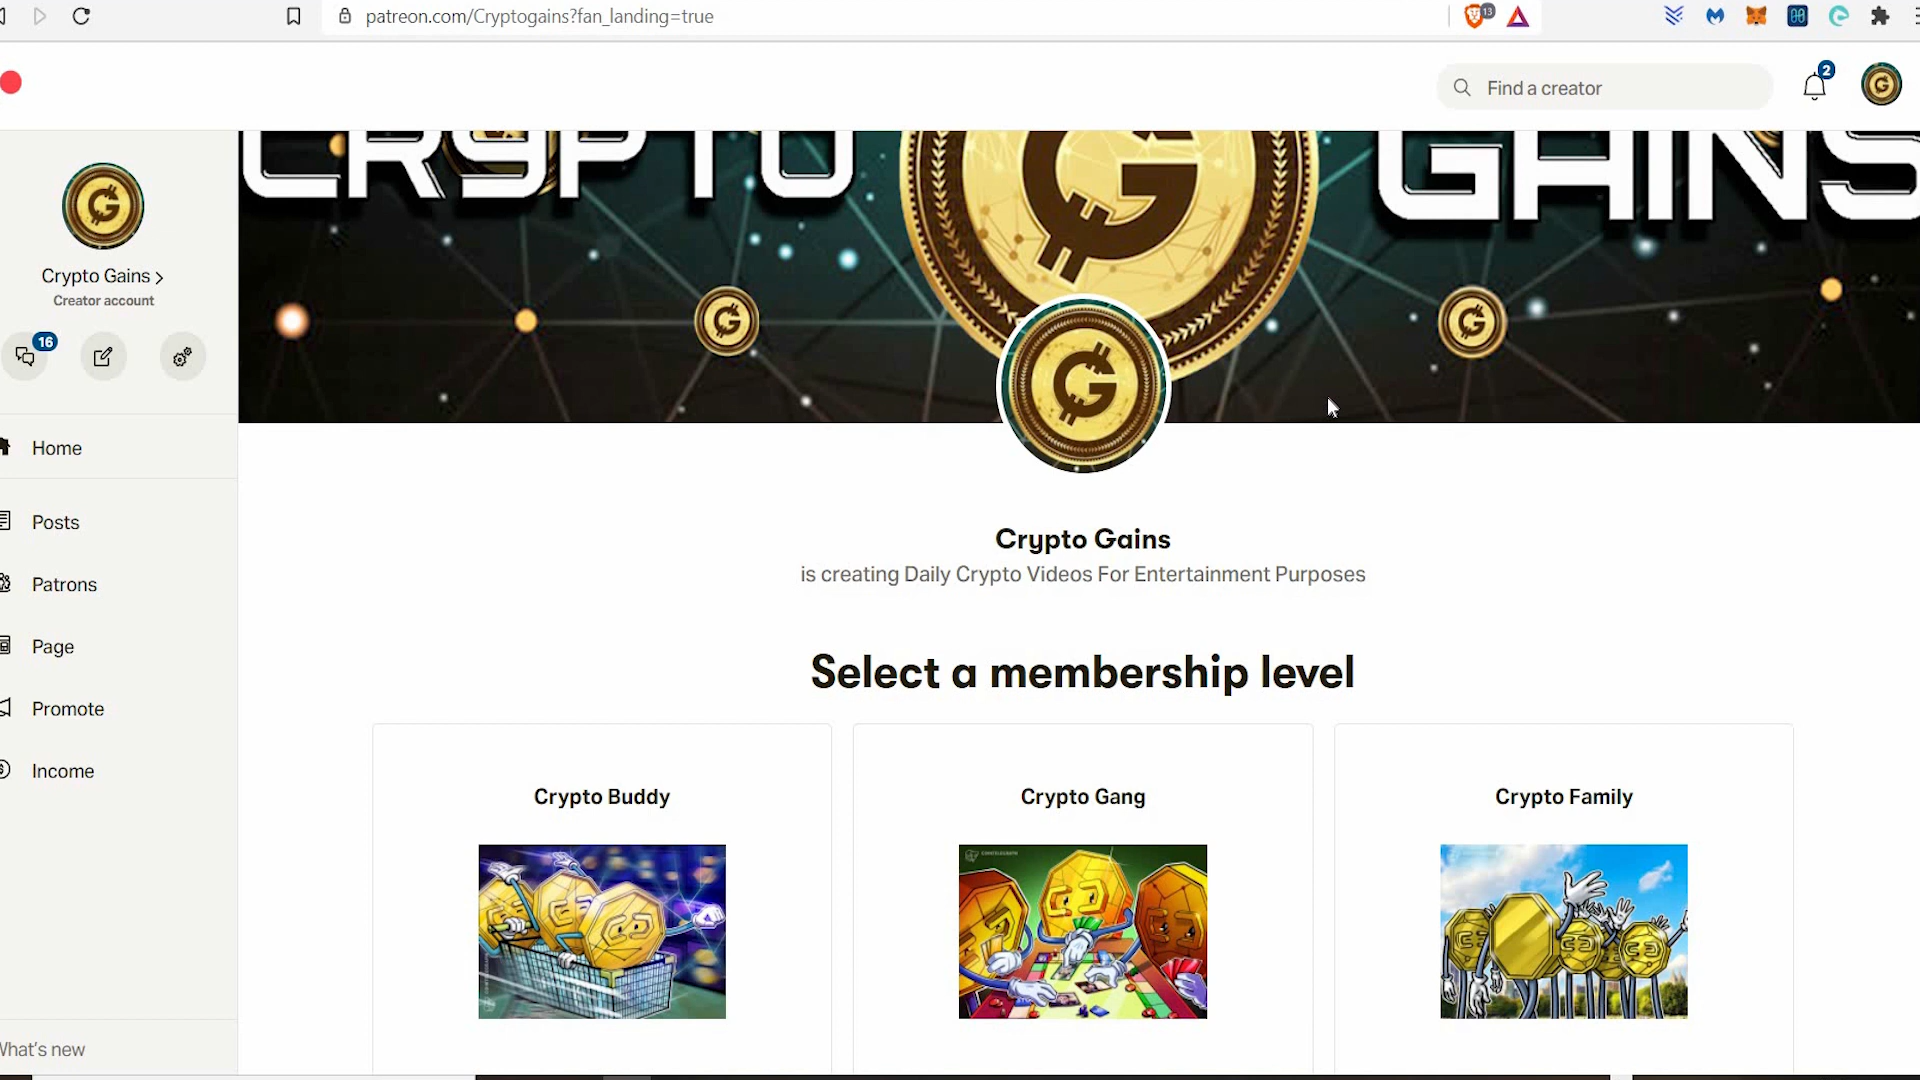 patreon.com/Cryptogains?fan_landing=true
13
Find a creator
2
CRYPTO GAINS
Crypto Gains
Creator account
16
Home
Posts
Patrons
Page
Promote
Income
What's new
Crypto Gains
is creating Daily Crypto Videos For Entertainment Purposes
Select a membership level
Crypto Buddy
Crypto Gang
Crypto Family